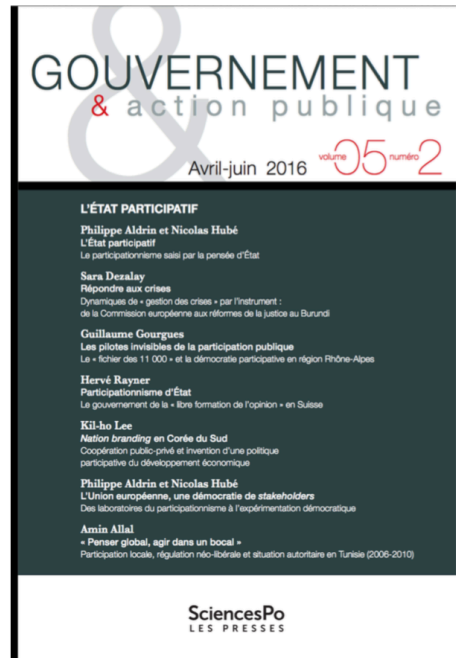 GOUVERNEMENT
& action publique
Avril-juin 2016 volume 05 numéro 2
L'ÉTAT PARTICIPATIF
Philippe Aldrin et Nicolas Hubé
L'État participatif
Le participationnisme saisi par la pensée d'État
Sara Dezalay
Répondre aux crises
Dynamiques de « gestion des crises » par l'instrument :
de la Commission européenne aux réformes de la justice au Burundi
Guillaume Gourgues
Les pilotes invisibles de la participation publique
Le « fichier des 11 000 » et la démocratie participative en région Rhône-Alpes
Hervé Rayner
Participationnisme d'État
Le gouvernement de la « libre formation de l'opinion » en Suisse
Kil-ho Lee
Nation branding en Corée du Sud
Coopération public-privé et invention d'une politique
participative du développement économique
Philippe Aldrin et Nicolas Hubé
L'Union européenne, une démocratie de stakeholders
Des laboratoires du participationnisme à l'expérimentation démocratique
Amin Allal
« Penser global, agir dans un bocal »
Participation locale, régulation néo-libérale et situation autoritaire en Tunisie (2006-2010)
SciencesPo
LES PRESSES